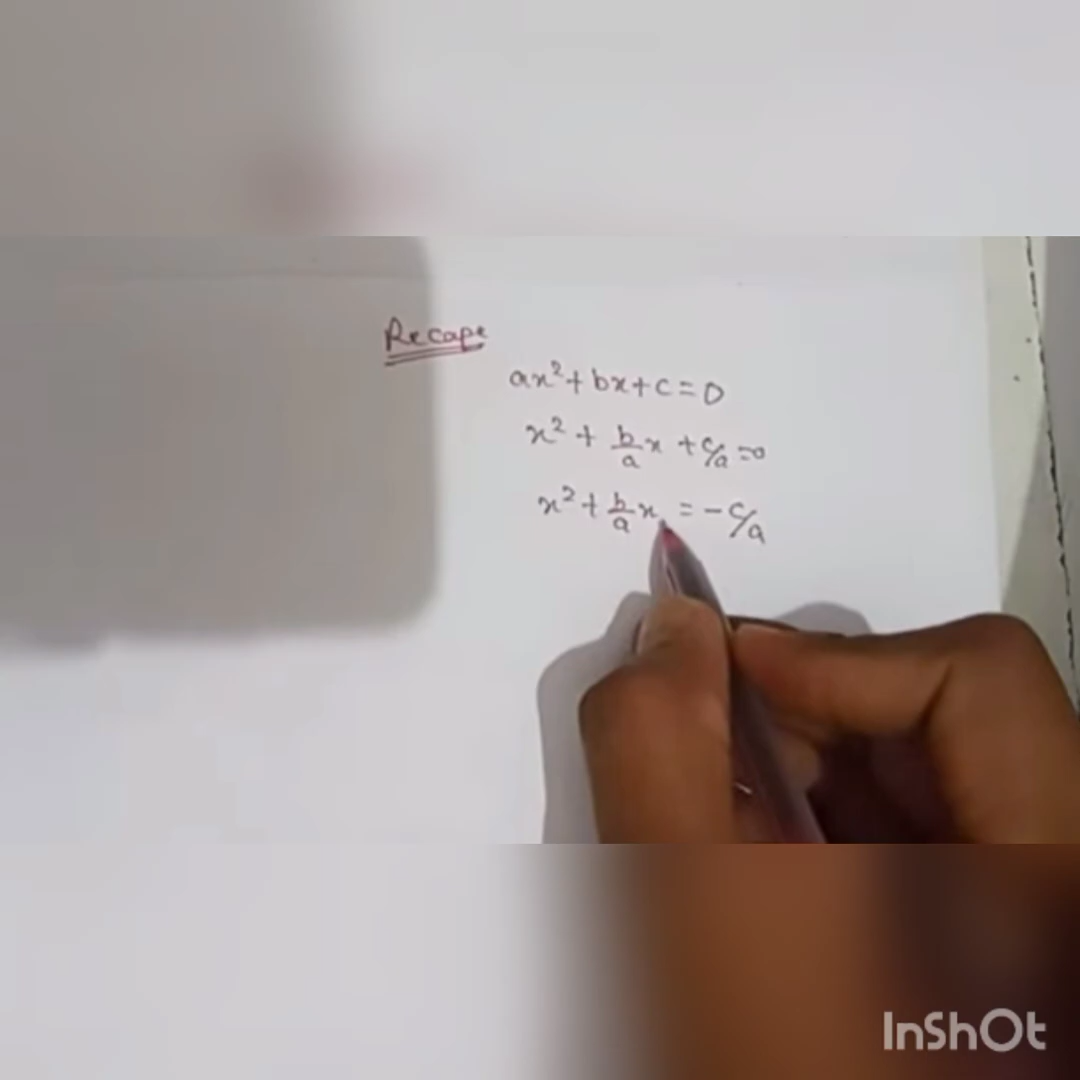 Recape
ax²+bx+c=0
x² + b/a x + c/a =0
x² + b/a x = -c/a
InShOt